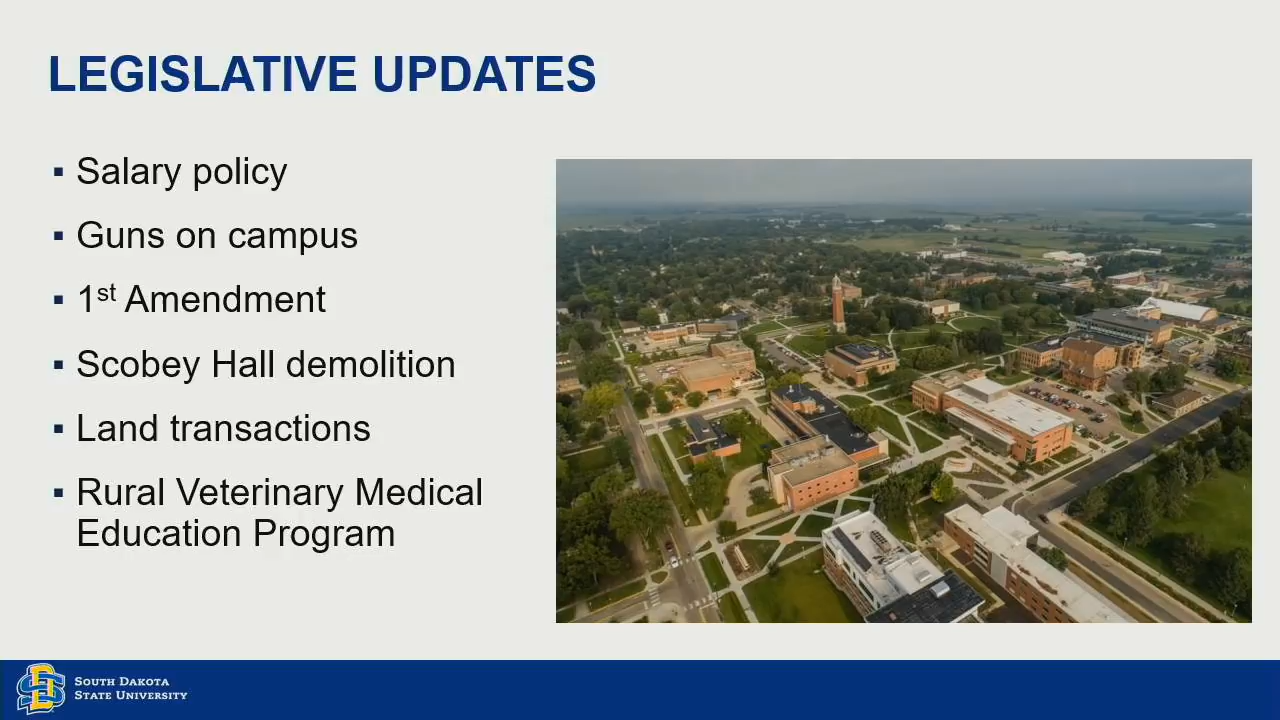 LEGISLATIVE UPDATES
▪ Salary policy
▪ Guns on campus
▪ 1st Amendment
▪ Scobey Hall demolition
▪ Land transactions
▪ Rural Veterinary Medical
Education Program
SOUTH DAKOTA
STATE UNIVERSITY